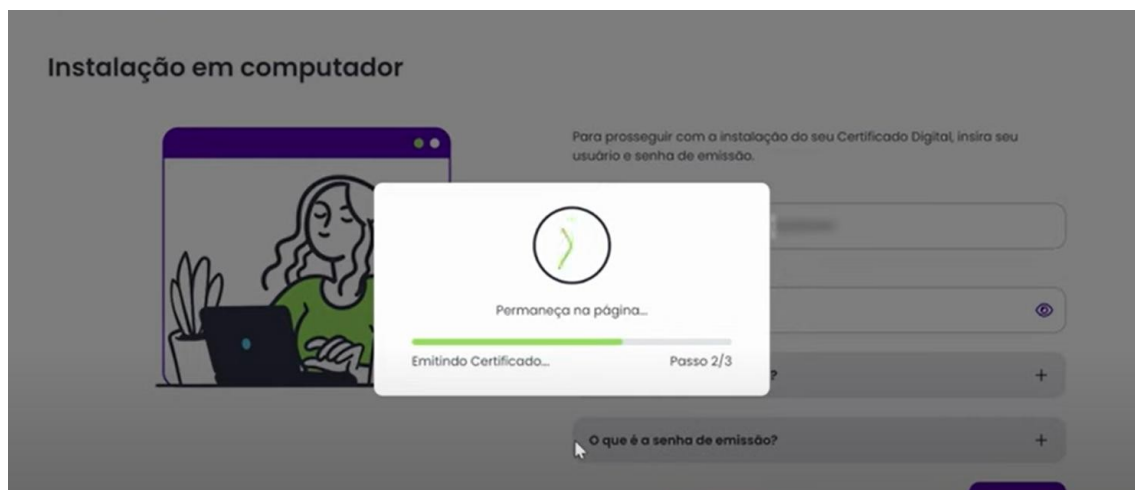 Instalação em computador
Para prosseguir com a instalação do seu Certificado Digital, insira seu
usuário e senha de emissão.
Permaneça na página...
Emitindo Certificado...
Passo 2/3
?
+
O que é a senha de emissão?
+